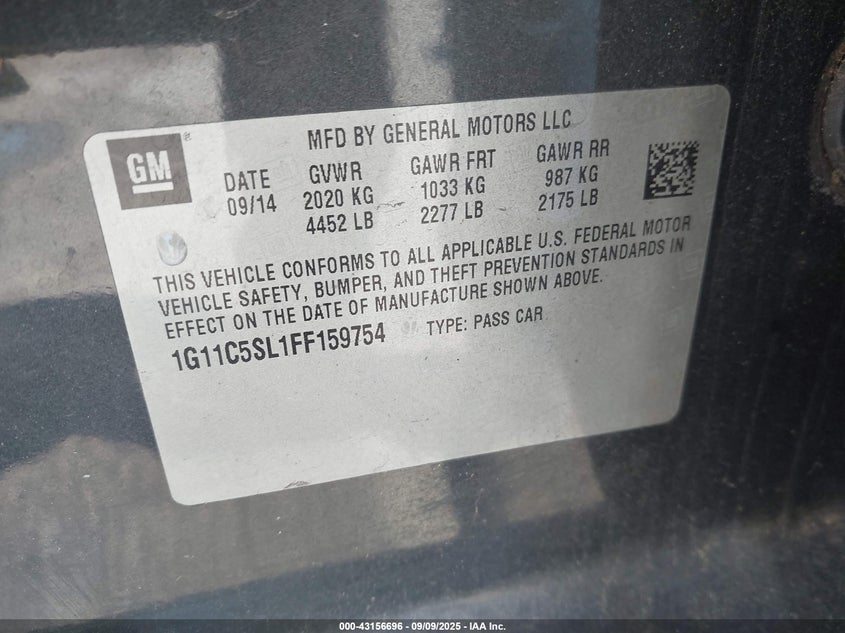 GM
MFD BY GENERAL MOTORS LLC
DATE GVWR GAWR FRT GAWR RR
09/14 2020 KG 1033 KG 987 KG
4452 LB 2277 LB 2175 LB
THIS VEHICLE CONFORMS TO ALL APPLICABLE U.S. FEDERAL MOTOR
VEHICLE SAFETY, BUMPER, AND THEFT PREVENTION STANDARDS IN
EFFECT ON THE DATE OF MANUFACTURE SHOWN ABOVE.
1G11C5SL1FF159754 TYPE: PASS CAR
000-43156696 - 09/09/2025 - IAA Inc.